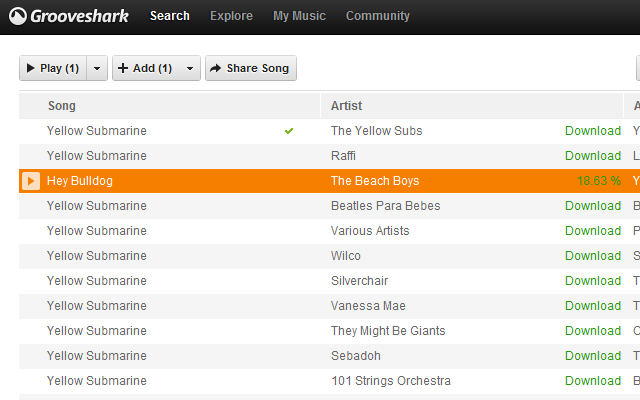 Grooveshark Search Explore My Music Community
Play (1) Add (1) Share Song
Song Artist A
Yellow Submarine The Yellow Subs Download Y
Yellow Submarine Raffi Download L
Hey Bulldog The Beach Boys 18.63 % Y
Yellow Submarine Beatles Para Bebes Download B
Yellow Submarine Various Artists Download P
Yellow Submarine Wilco Download S
Yellow Submarine Silverchair Download T
Yellow Submarine Vanessa Mae Download T
Yellow Submarine They Might Be Giants Download C
Yellow Submarine Sebadoh Download T
Yellow Submarine 101 Strings Orchestra Download B